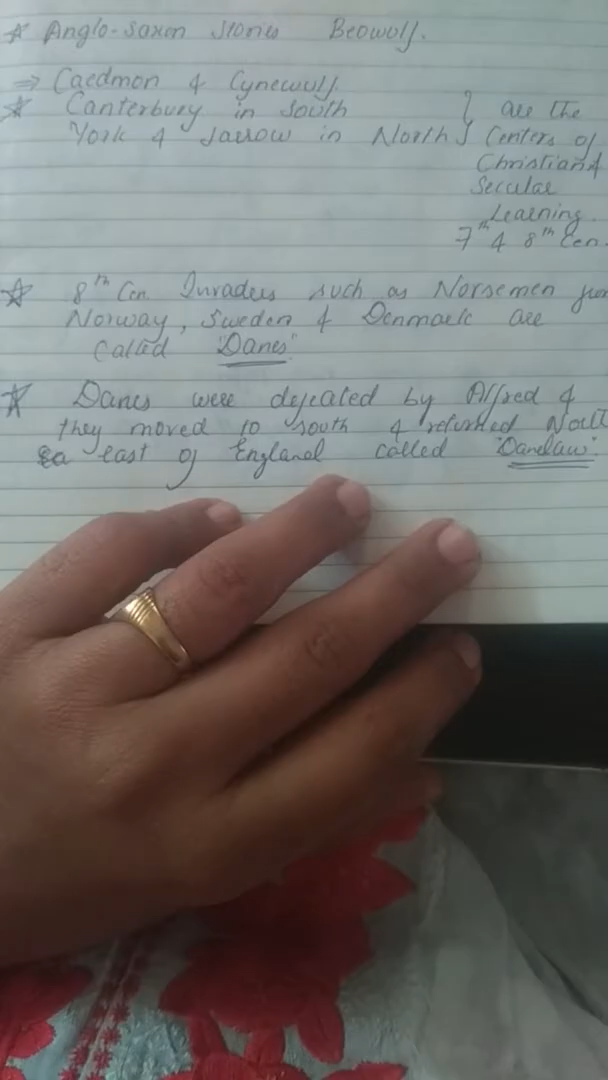 ☆ Anglo-Saxon Stories Beowulf.
⇒ Caedmon & Cynewulf.
☆ Canterbury in South } are the
York & Jarrow in North } Centers of
Christian &
Secular
Learning.
7th & 8th Cen.
☆ 8th Cen. Invaders such as Norsemen from
Norway, Sweden & Denmark are
called "Danes"
☆ Danes were defeated by Alfred &
they moved to south & returned North
east of England called "Danelaw".